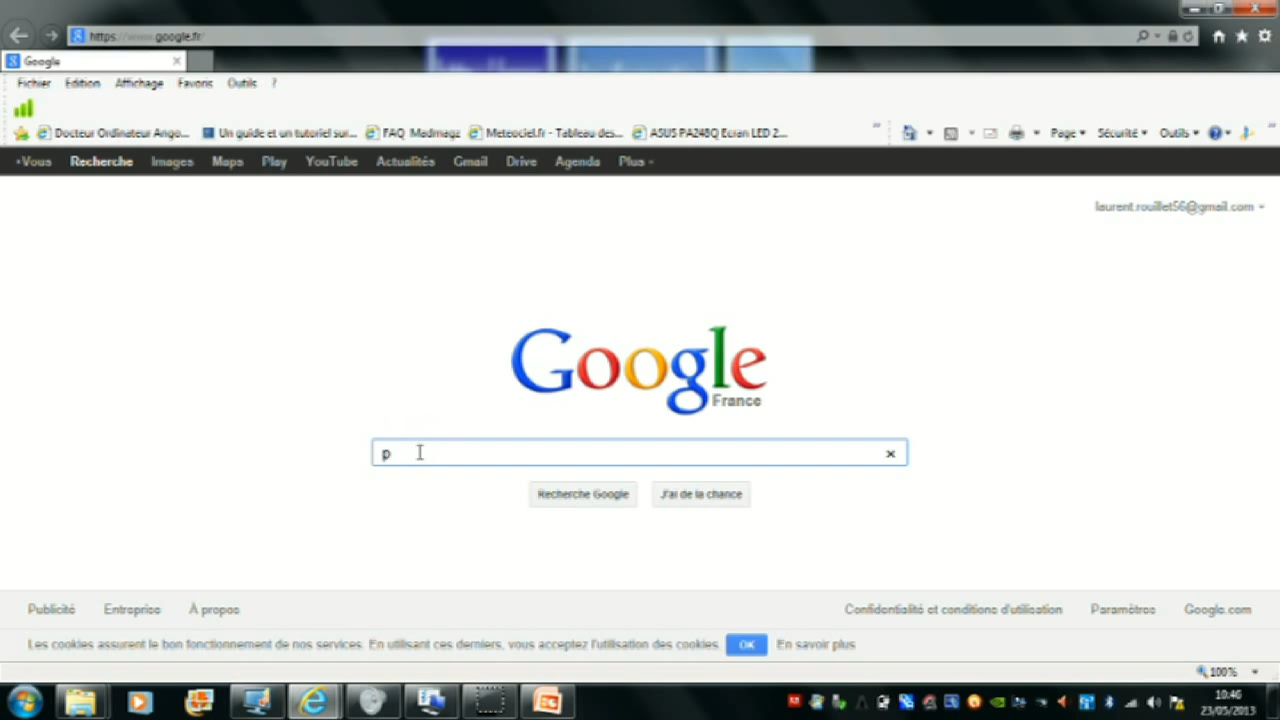 https://www.google.fr
Google
Fichier Edition Affichage Favoris Outils ?
Docteur Ordinateur Ango... Un guide et un tutoriel sur... FAQ Madmagz Meteociel.fr - Tableau des... ASUS PA248Q Ecran LED 2... Page Sécurité Outils
+Vous Recherche Images Maps Play YouTube Actualités Gmail Drive Agenda Plus
laurent.rouillet56@gmail.com
Google
France
p
Recherche Google J'ai de la chance
Publicité Entreprise À propos Confidentialité et conditions d'utilisation Paramètres Google.com
Les cookies assurent le bon fonctionnement de nos services. En utilisant ces derniers, vous acceptez l'utilisation des cookies. OK En savoir plus
100%
10:46
23/05/2013